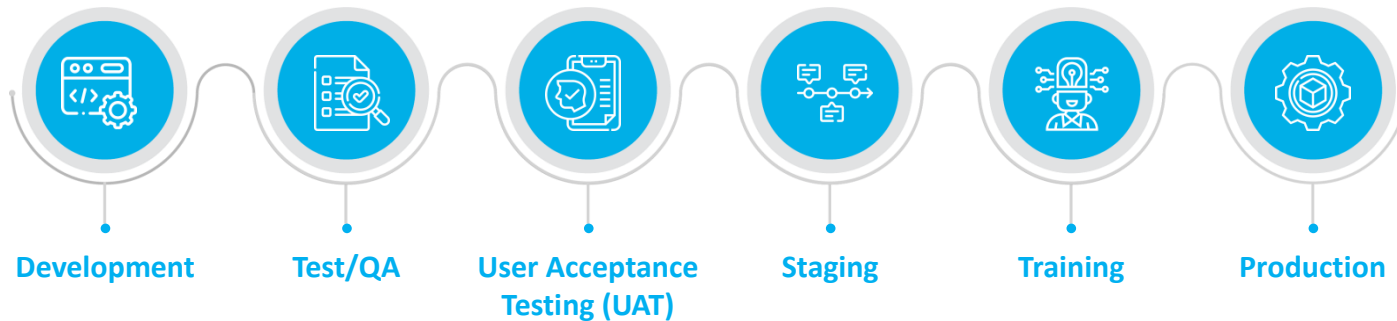 Development
Test/QA
User Acceptance
Testing (UAT)
Staging
Training
Production